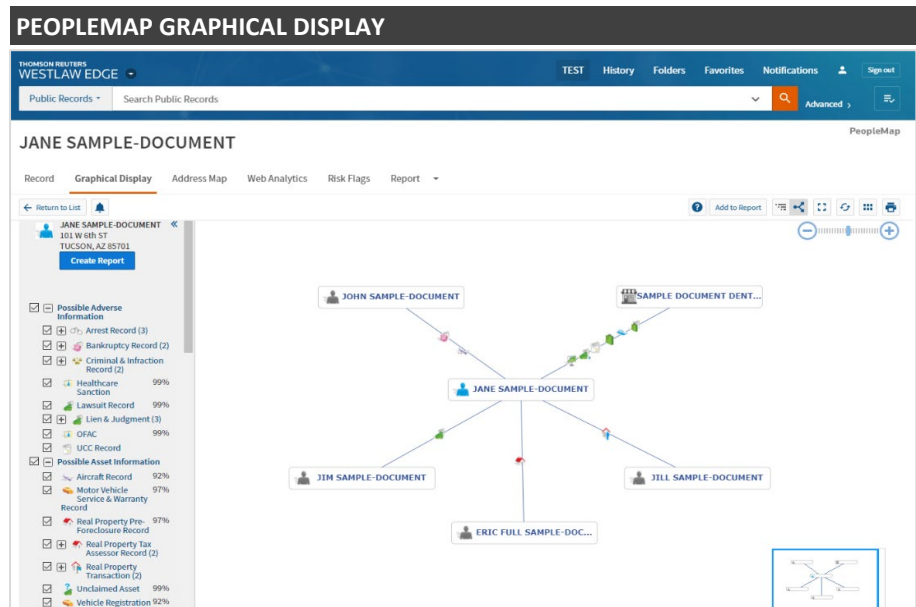 PEOPLEMAP GRAPHICAL DISPLAY
THOMSON REUTERS
WESTLAW EDGE
TEST History Folders Favorites Notifications Sign out
Public Records Search Public Records Advanced >
JANE SAMPLE-DOCUMENT
PeopleMap
Record Graphical Display Address Map Web Analytics Risk Flags Report
Return to List Add to Report
JANE SAMPLE-DOCUMENT
101 W 6th ST
TUCSON, AZ 85701
Create Report
Possible Adverse
Information
Arrest Record (3)
Bankruptcy Record (2)
Criminal & Infraction
Record (2)
Healthcare 99%
Sanction
Lawsuit Record 99%
Lien & Judgment (3)
OFAC 99%
UCC Record
Possible Asset Information
Aircraft Record 92%
Motor Vehicle 97%
Service & Warranty
Record
Real Property Pre- 97%
Foreclosure Record
Real Property Tax
Assessor Record (2)
Real Property
Transaction (2)
Unclaimed Asset 99%
Vehicle Registration 92%
JOHN SAMPLE-DOCUMENT
SAMPLE DOCUMENT DENT...
JANE SAMPLE-DOCUMENT
JIM SAMPLE-DOCUMENT
JILL SAMPLE-DOCUMENT
ERIC FULL SAMPLE-DOC...